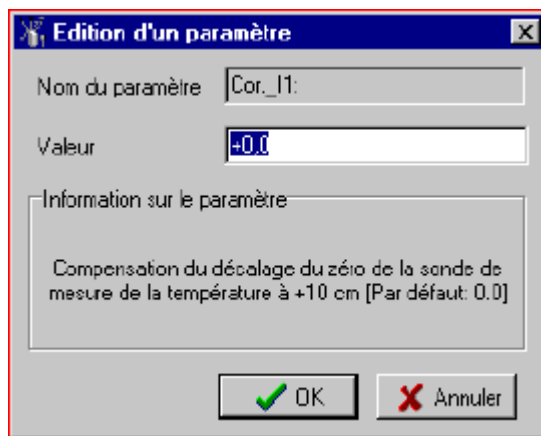 Edition d'un paramètre
Nom du paramètre Cor._I1:
Valeur +0,0
Information sur le paramètre
Compensation du décalage du zéro de la sonde de
mesure de la température à +10 cm [Par défaut: 0.0]
OK Annuler